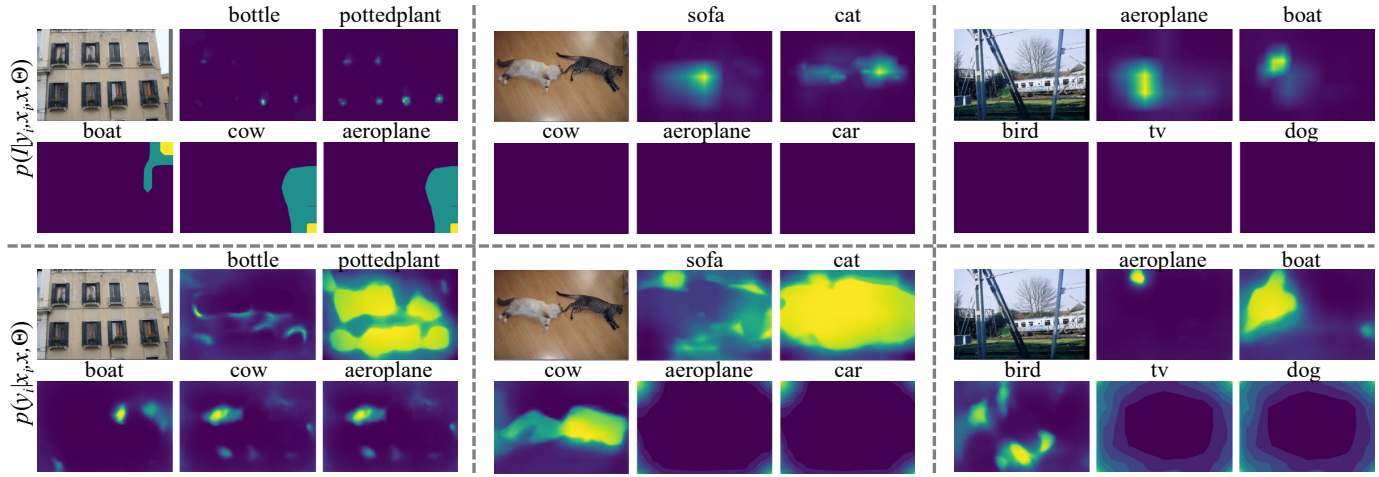 bottle pottedplant sofa cat aeroplane boat
p(l|y_i,x_i,x,Θ)
boat cow aeroplane cow aeroplane car bird tv dog
bottle pottedplant sofa cat aeroplane boat
p(y_i|x_i,x,Θ)
boat cow aeroplane cow aeroplane car bird tv dog